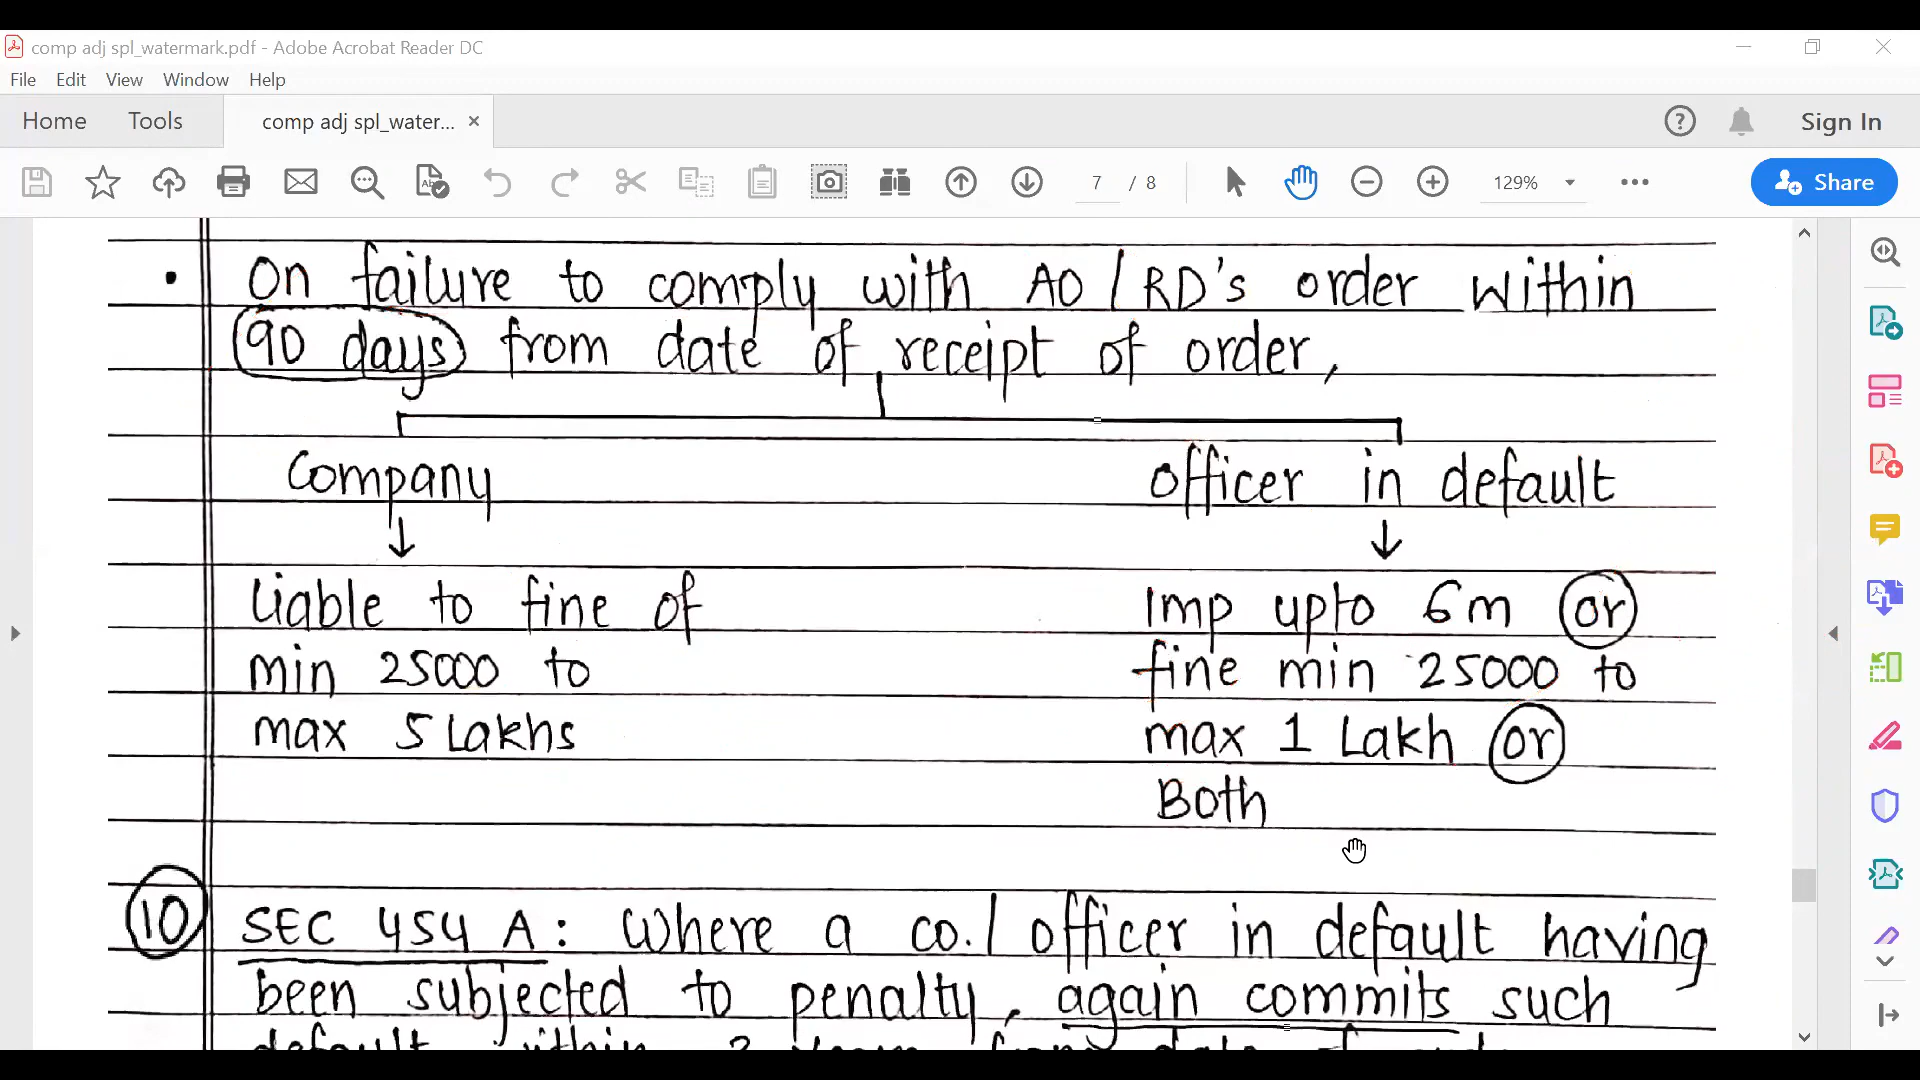 comp adj spl_watermark.pdf - Adobe Acrobat Reader DC
File Edit View Window Help
Home Tools comp adj spl_water... × Sign In
7 / 8 129% Share
• On failure to comply with AO / RD's order within
90 days from date of receipt of order,
Company officer in default
Liable to fine of Imp upto 6m or
min 25000 to fine min 25000 to
max 5 Lakhs max 1 Lakh or
Both
10 SEC 454 A: Where a co./ officer in default having
been subjected to penalty, again commits such
default within